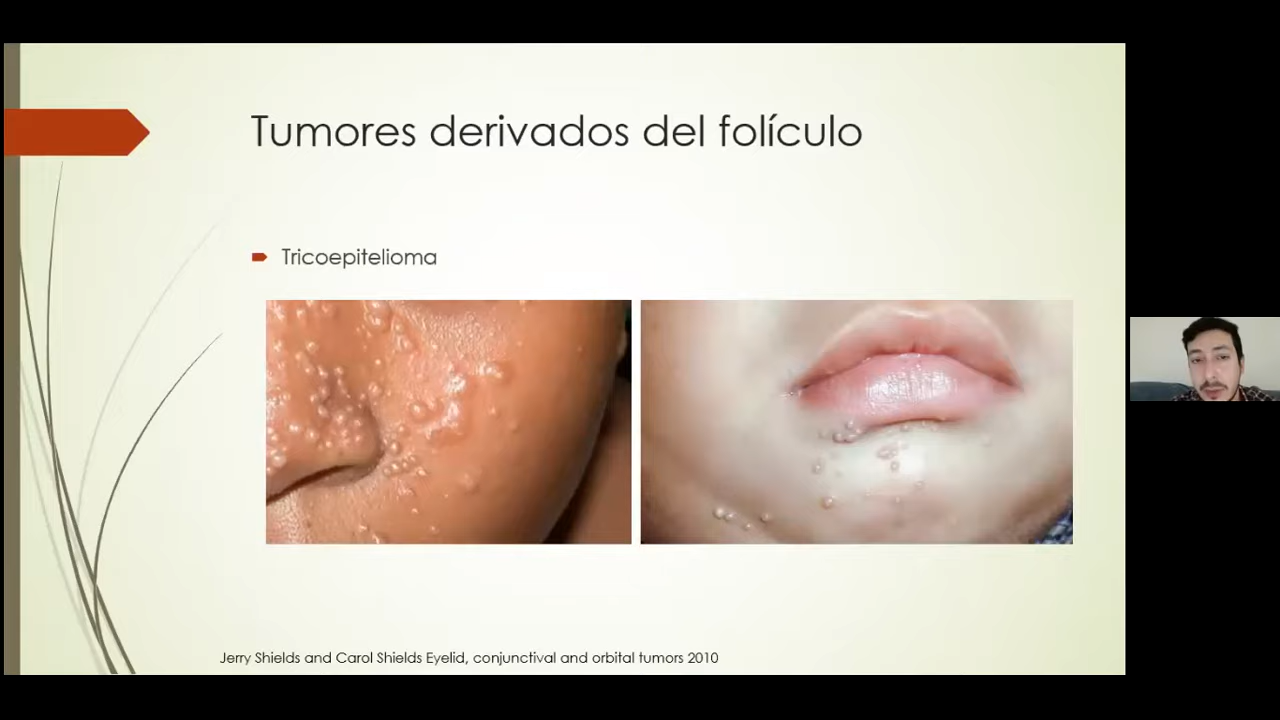 Tumores derivados del folículo
Tricoepitelioma
Jerry Shields and Carol Shields Eyelid, conjunctival and orbital tumors 2010